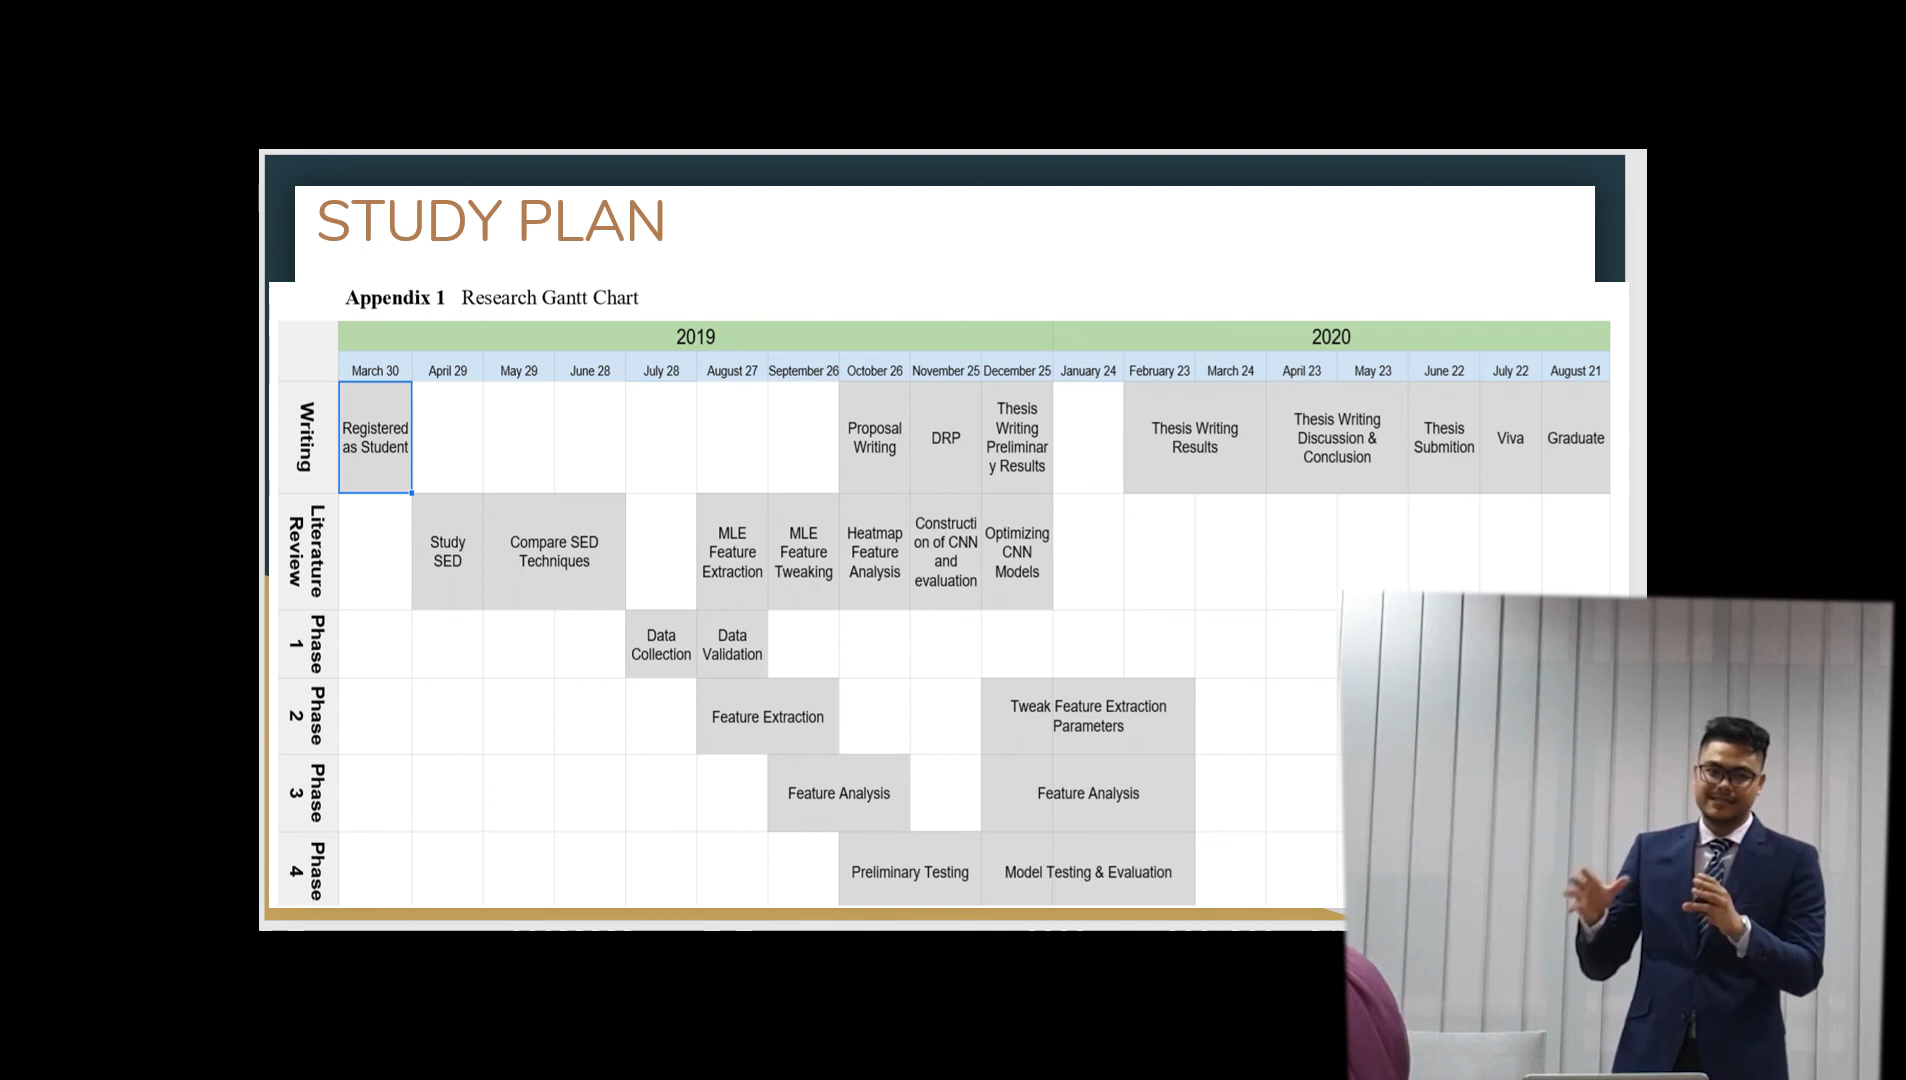 STUDY PLAN
Appendix 1 Research Gantt Chart
2019 2020
March 30 April 29 May 29 June 28 July 28 August 27 September 26 October 26 November 25 December 25 January 24 February 23 March 24 April 23 May 23 June 22 July 22 August 21
Writing
Registered
as Student
Proposal
Writing
DRP
Thesis
Writing
Preliminar
y Results
Thesis Writing
Results
Thesis Writing
Discussion &
Conclusion
Thesis
Submition
Viva
Graduate
Literature
Review
Study
SED
Compare SED
Techniques
MLE
Feature
Extraction
MLE
Feature
Tweaking
Heatmap
Feature
Analysis
Constructi
on of CNN
and
evaluation
Optimizing
CNN
Models
Phase
1
Data
Collection
Data
Validation
Phase
2
Feature Extraction
Tweak Feature Extraction
Parameters
Phase
3
Feature Analysis
Feature Analysis
Phase
4
Preliminary Testing
Model Testing & Evaluation